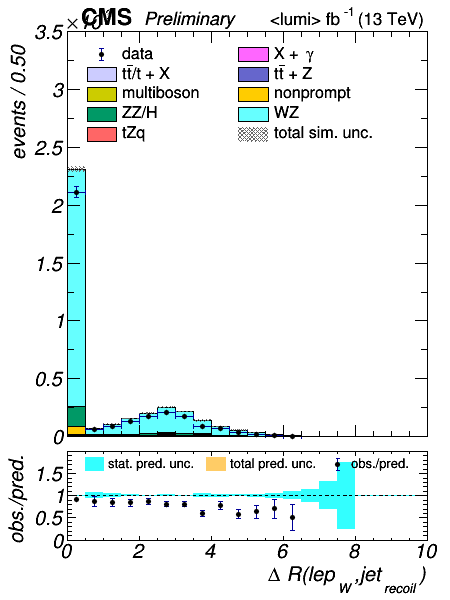 CMS Preliminary <lumi> fb⁻¹ (13 TeV)
events / 0.50
3.5
3
2.5
2
1.5
1
0.5
0
data
X + γ
tt̄/t + X
tt̄ + Z
multiboson
nonprompt
ZZ/H
WZ
tZq
total sim. unc.
obs./pred.
1.5
1
0.5
0
stat. pred. unc. total pred. unc. obs./pred.
0 2 4 6 8 10
Δ R(lep_W, jet_recoil)